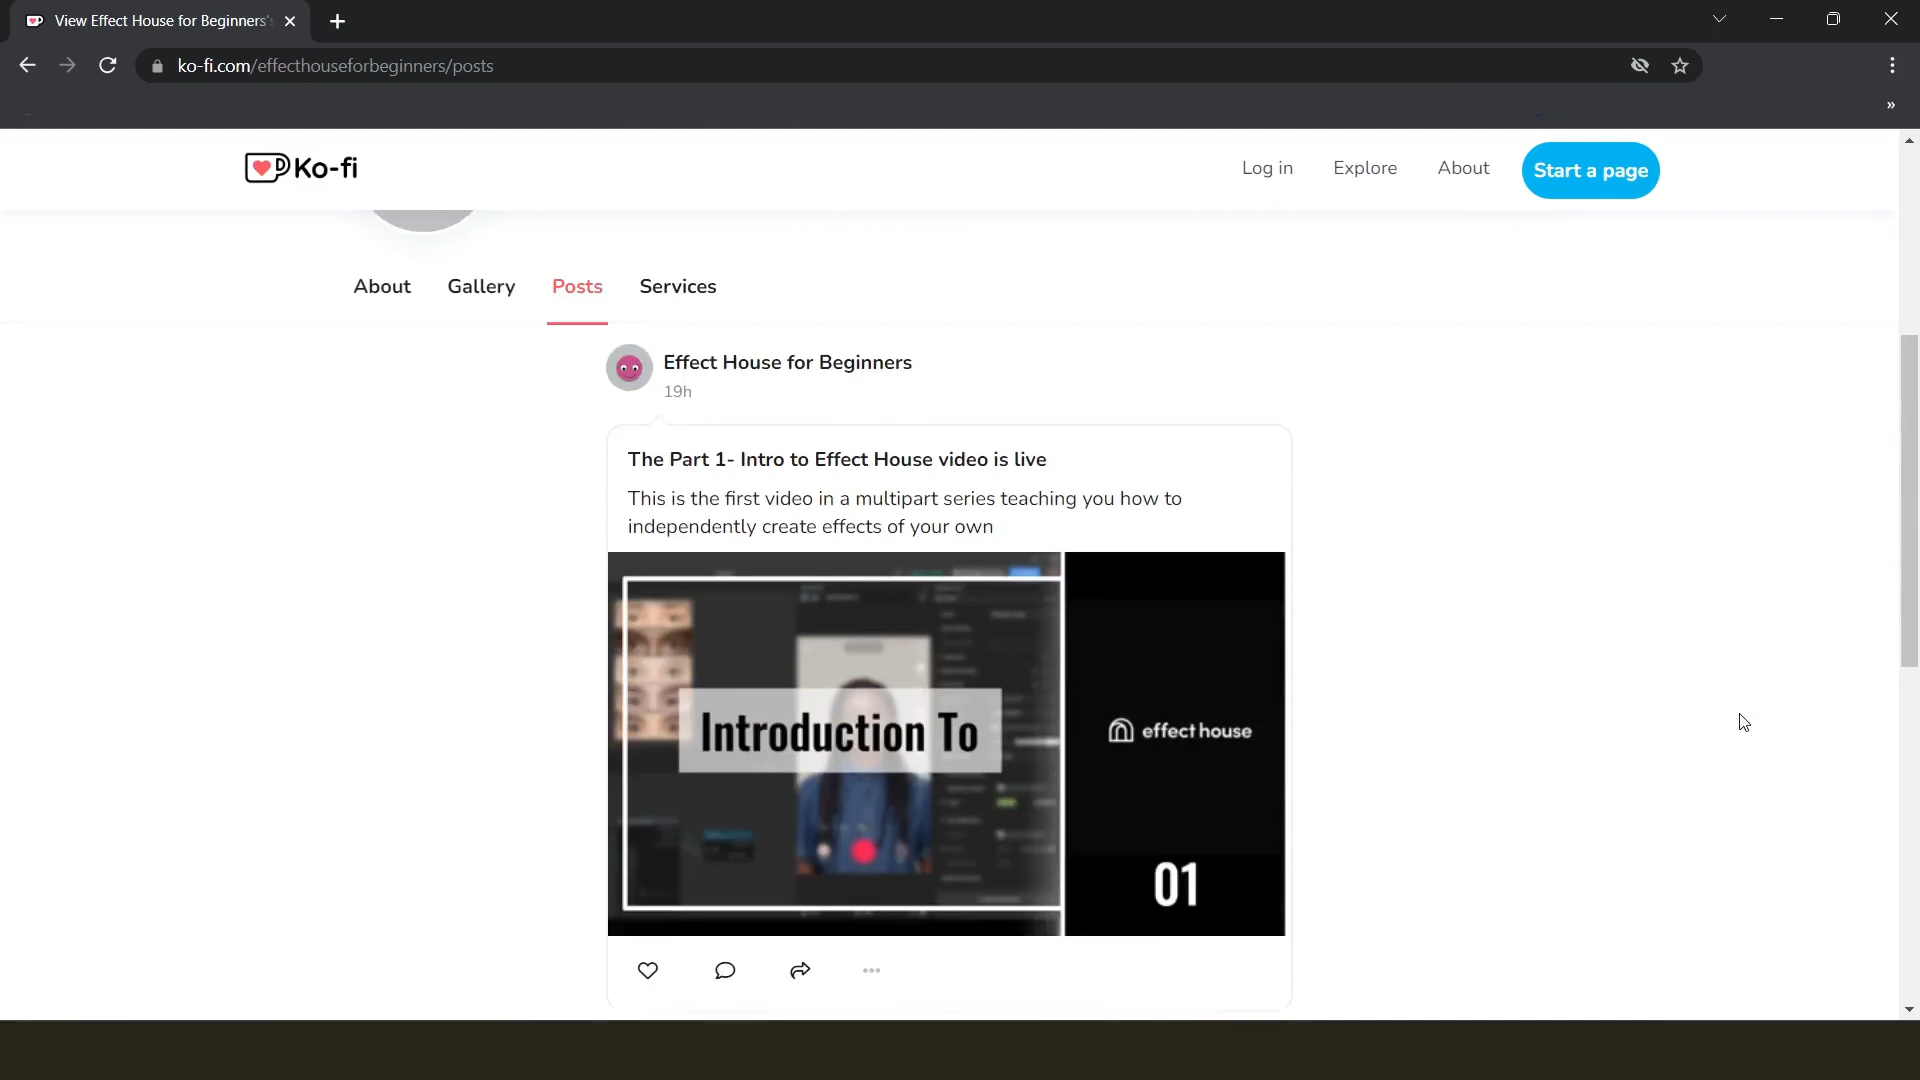 View Effect House for Beginners'
ko-fi.com/effecthouseforbeginners/posts
Ko-fi
Log in
Explore
About
Start a page
About
Gallery
Posts
Services
Effect House for Beginners
19h
The Part 1- Intro to Effect House video is live
This is the first video in a multipart series teaching you how to
independently create effects of your own
Introduction To
effect house
01